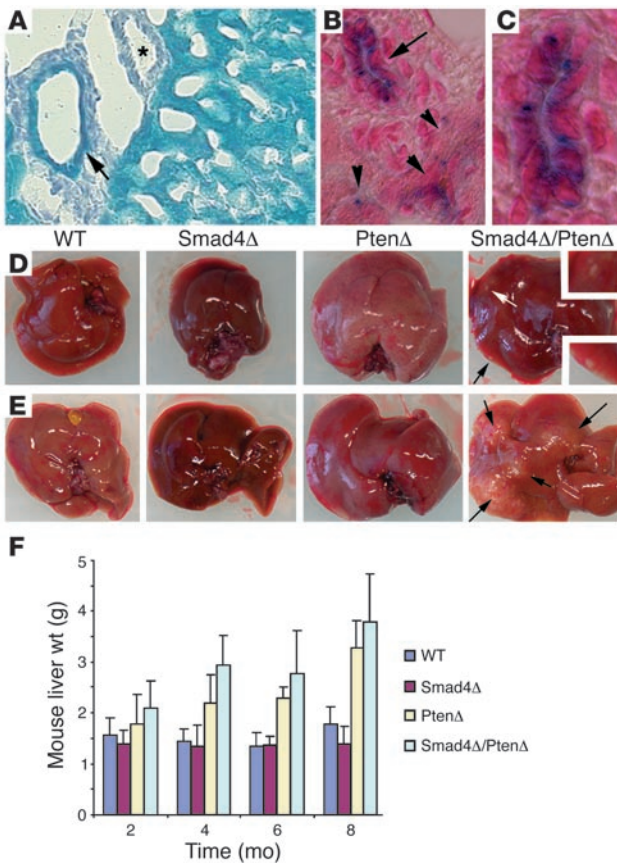 A
*
B
C
WT Smad4Δ PtenΔ Smad4Δ/PtenΔ
D
E
F
5
4
3
2
1
0
Mouse liver wt (g)
2 4 6 8
Time (mo)
WT
Smad4Δ
PtenΔ
Smad4Δ/PtenΔ